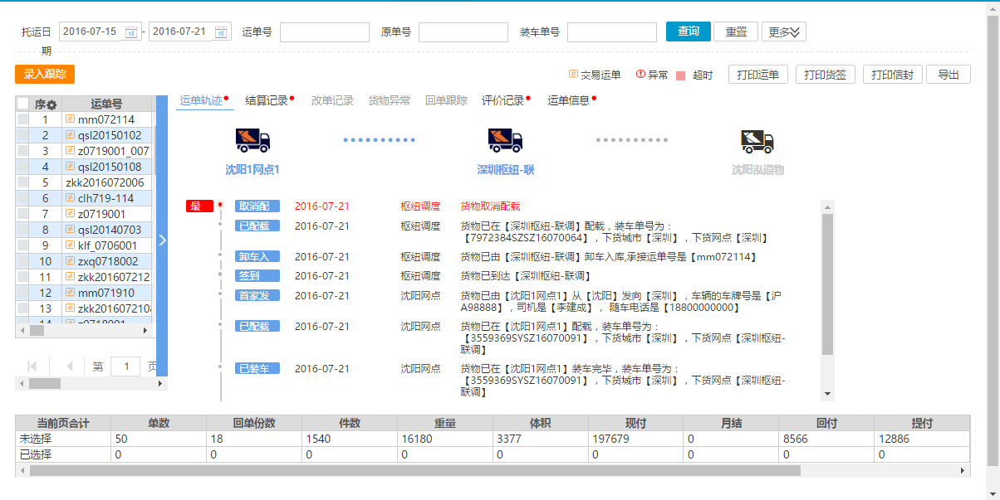 托运日期 2016-07-15 - 2016-07-21 运单号 原单号 装车单号 查询 重置 更多
录入跟踪 交易运单 异常 超时 打印运单 打印货签 打印信封 导出
序 运单号
1 mm072114
2 qsl20150102
3 z0719001_007
4 qsl20150108
5 zkk2016072006
6 clh719-114
7 z0719001
8 qsl20140703
9 klf_0706001
10 zxq0718002
11 zkk201607212
12 mm071910
13 zkk201607210
14 z0718001
第 1 页
运单轨迹 结算记录 改单记录 货物异常 回单跟踪 评价记录 运单信息
沈阳1网点1 深圳枢纽-联 沈阳泓道物
最 取消配 2016-07-21 枢纽调度 货物取消配载
已配载 2016-07-21 枢纽调度 货物已在【深圳枢纽-联调】配载，装车单号为：
【7972384SZSZ16070064】，下货城市【深圳】，下货网点【深圳】
卸车入 2016-07-21 枢纽调度 货物已由【深圳枢纽-联调】卸车入库,承接运单号是【mm072114】
签到 2016-07-21 枢纽调度 货物已到达【深圳枢纽-联调】
首家发 2016-07-21 沈阳网点 货物已由【沈阳1网点1】从【沈阳】发向【深圳】，车辆的车牌号是【沪
A98888】，司机是【李建成】， 随车电话是【18800000000】
已配载 2016-07-21 沈阳网点 货物已在【沈阳1网点1】配载，装车单号为：
【3559369SYSZ16070091】，下货城市【深圳】，下货网点【深圳枢纽-
联调】
已装车 2016-07-21 沈阳网点 货物已在【沈阳1网点1】装车完毕，装车单号为：
【3559369SYSZ16070091】，下货城市【深圳】，下货网点【深圳枢纽-
联调】
当前页合计 单数 回单份数 件数 重量 体积 现付 月结 回付 提付
未选择 50 18 1540 16180 3377 197679 0 8566 12886
已选择 0 0 0 0 0 0 0 0 0